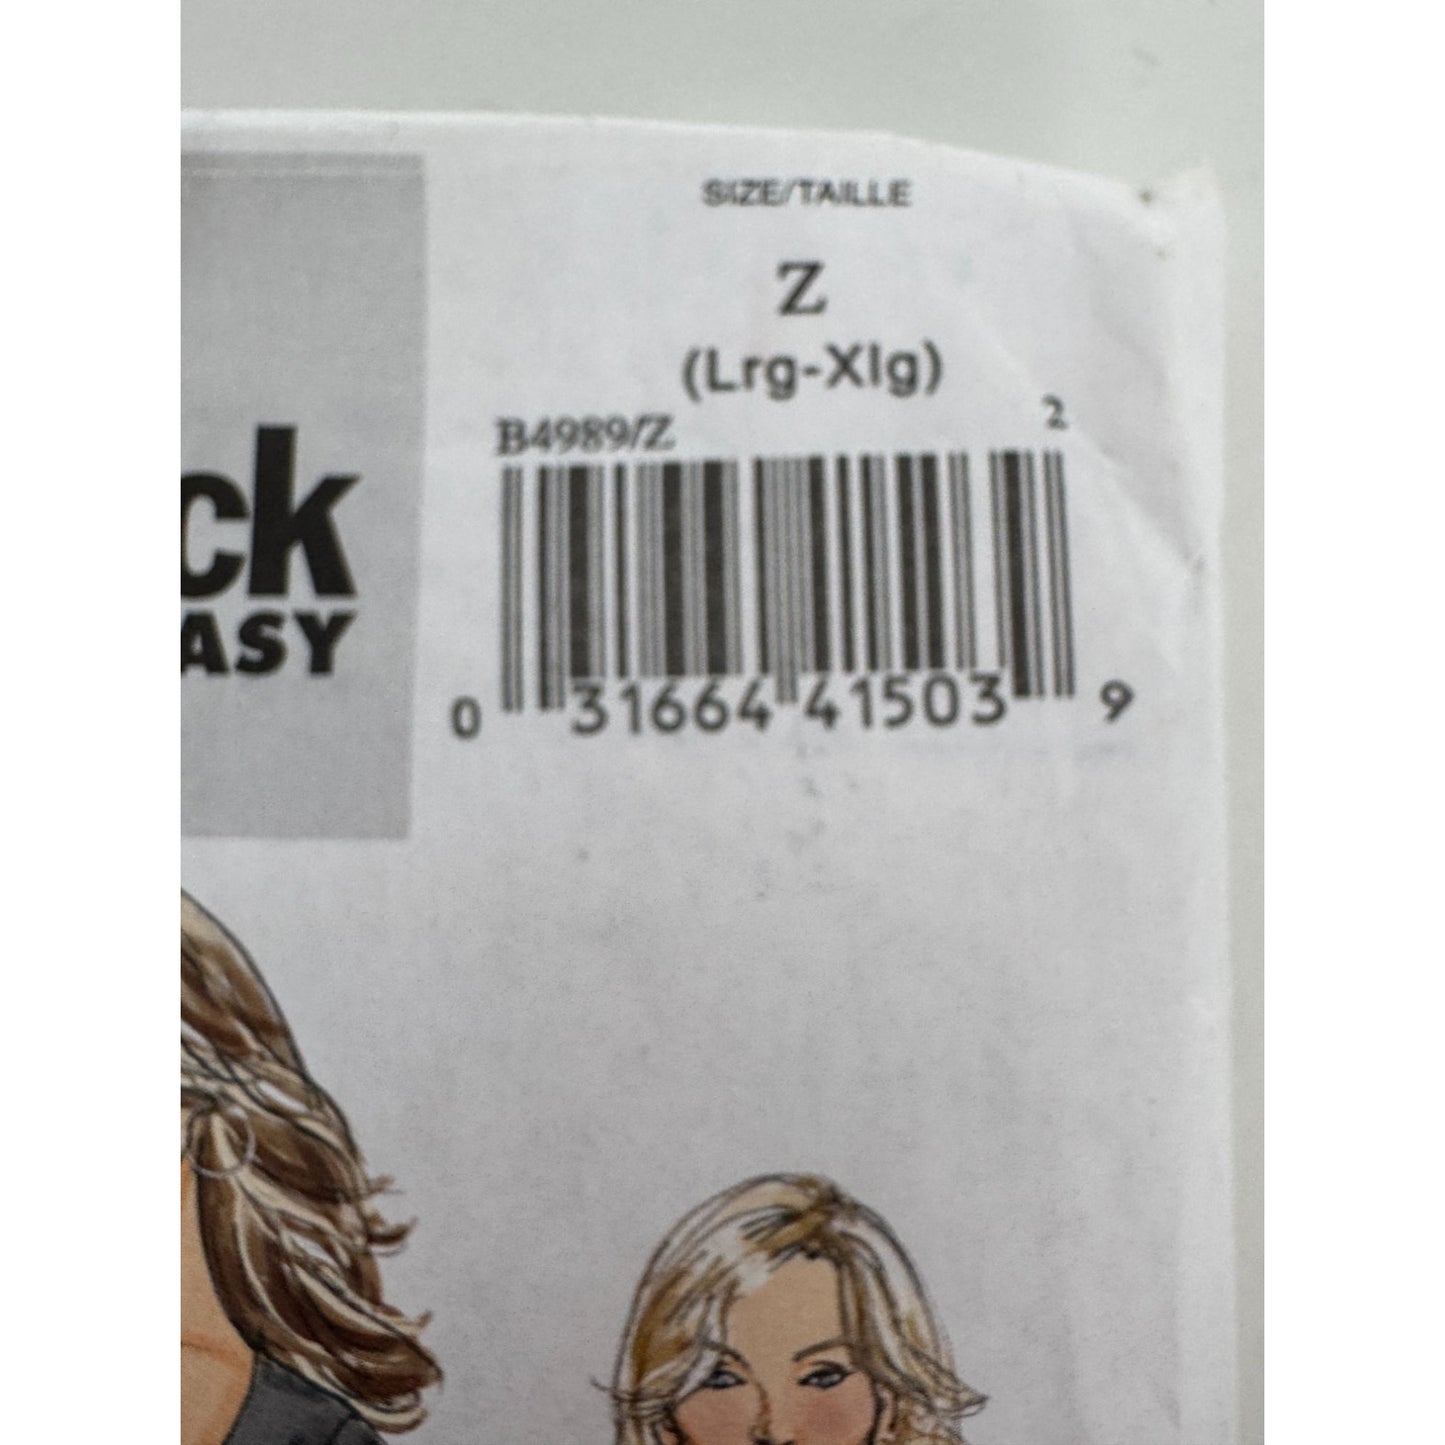 SIZE/TAILLE
Z
(Lrg-Xlg)
B4989/Z
2
0 31664 41503 9
ck
ASY